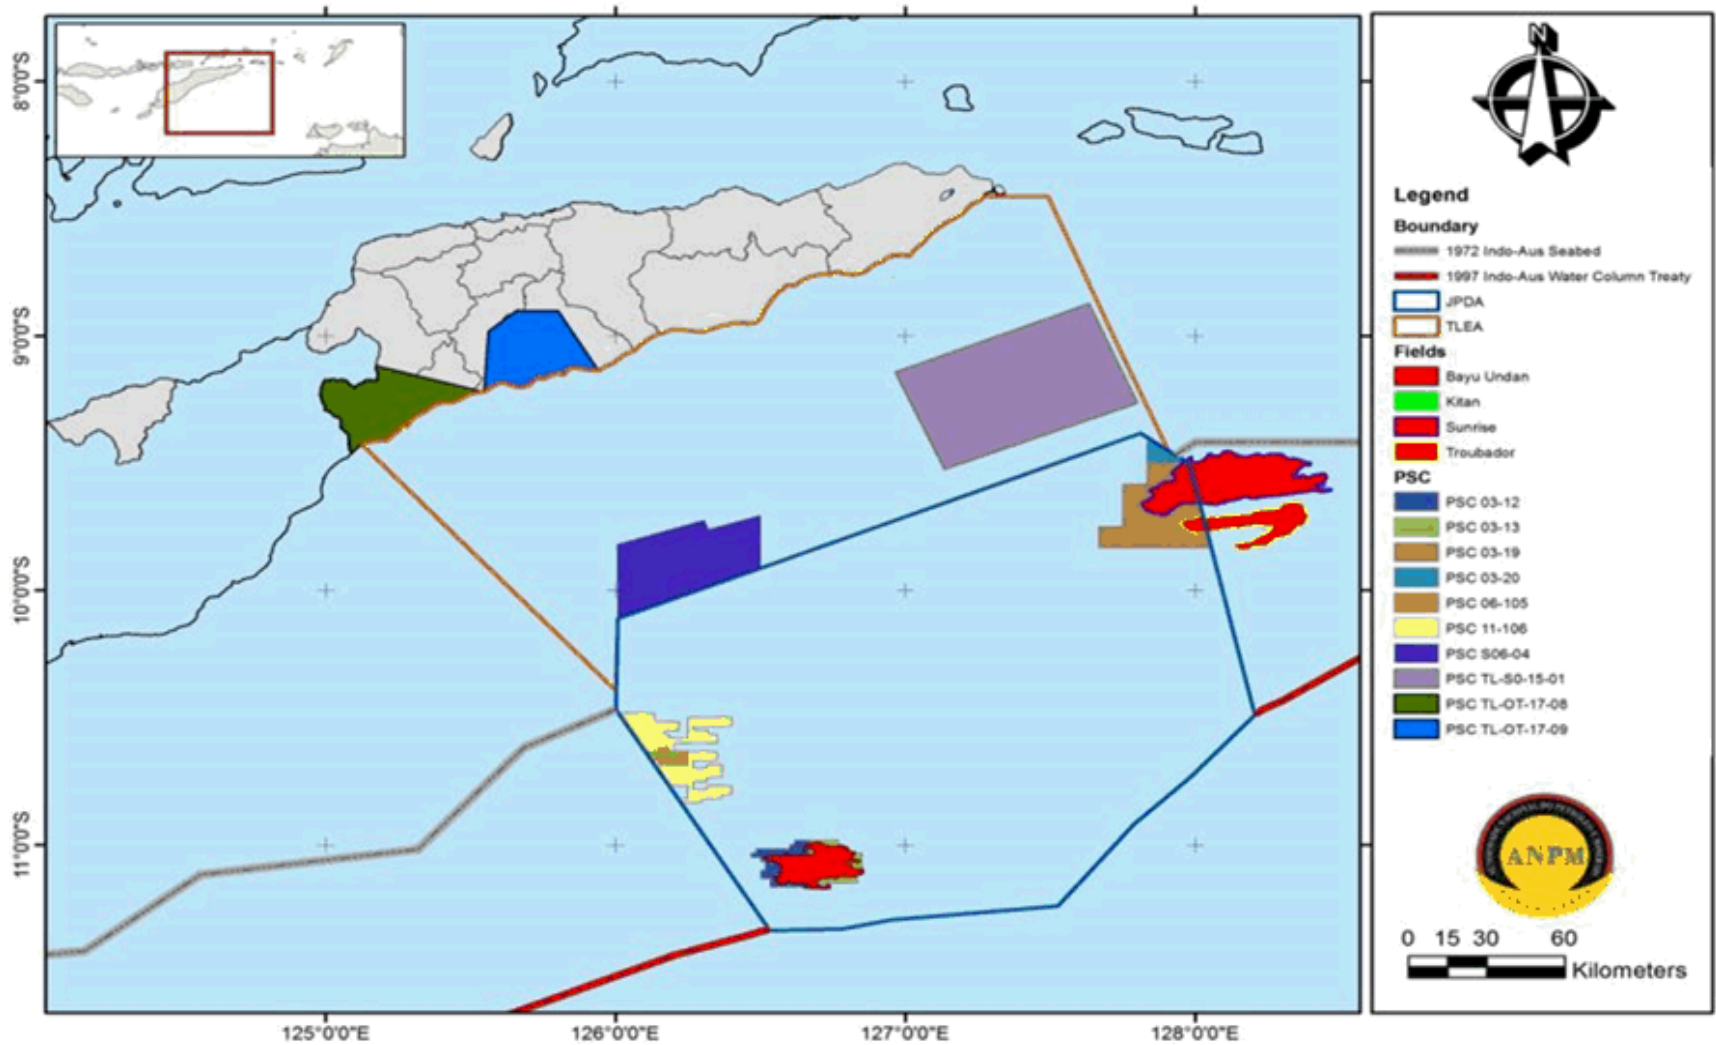 8°0'0"S
9°0'0"S
10°0'0"S
11°0'0"S
125°0'0"E
126°0'0"E
127°0'0"E
128°0'0"E
N
Legend
Boundary
1972 Indo-Aus Seabed
1997 Indo-Aus Water Column Treaty
JPDA
TLEA
Fields
Bayu Undan
Kitan
Sunrise
Troubador
PSC
PSC 03-12
PSC 03-13
PSC 03-19
PSC 03-20
PSC 06-105
PSC 11-106
PSC S06-04
PSC TL-S0-15-01
PSC TL-OT-17-08
PSC TL-OT-17-09
ANPM
0 15 30 60
Kilometers